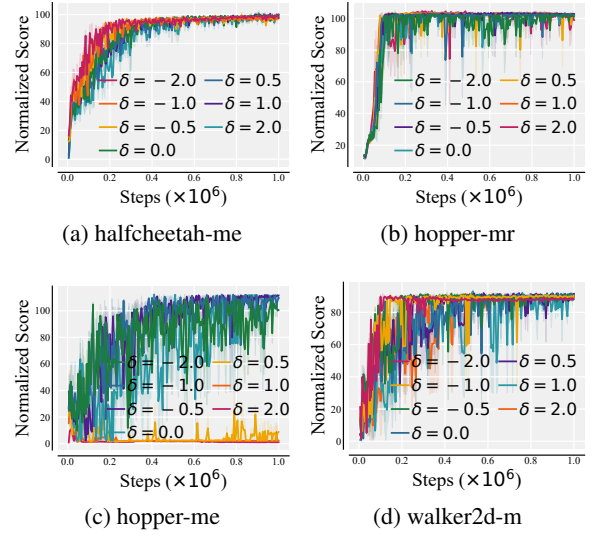 100
80
60
40
20
0
Normalized Score
δ = −2.0 δ = 0.5
δ = −1.0 δ = 1.0
δ = −0.5 δ = 2.0
δ = 0.0
0.0 0.2 0.4 0.6 0.8 1.0
Steps (×10⁶)
(a) halfcheetah-me
100
80
60
40
20
Normalized Score
δ = −2.0 δ = 0.5
δ = −1.0 δ = 1.0
δ = −0.5 δ = 2.0
δ = 0.0
0.0 0.2 0.4 0.6 0.8 1.0
Steps (×10⁶)
(b) hopper-mr
100
80
60
40
20
0
Normalized Score
δ = −2.0 δ = 0.5
δ = −1.0 δ = 1.0
δ = −0.5 δ = 2.0
δ = 0.0
0.0 0.2 0.4 0.6 0.8 1.0
Steps (×10⁶)
(c) hopper-me
80
60
40
20
0
Normalized Score
δ = −2.0 δ = 0.5
δ = −1.0 δ = 1.0
δ = −0.5 δ = 2.0
δ = 0.0
0.0 0.2 0.4 0.6 0.8 1.0
Steps (×10⁶)
(d) walker2d-m